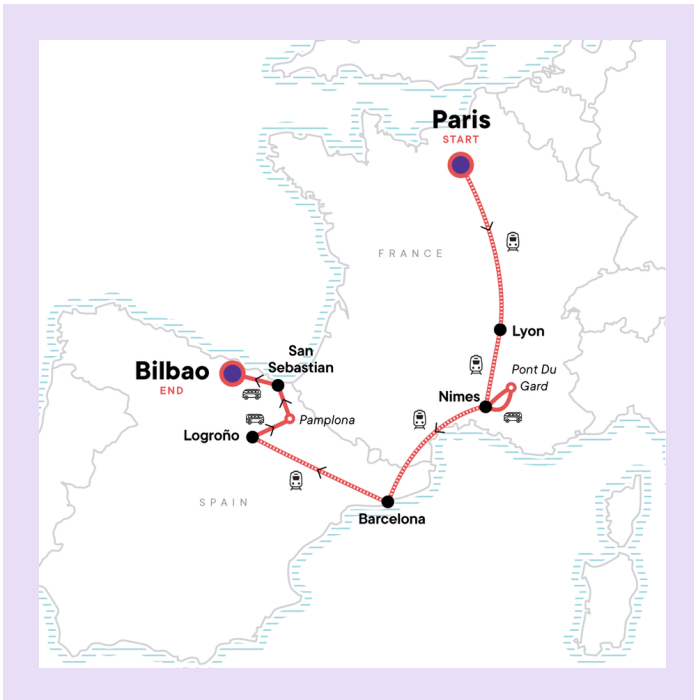 Paris
START
FRANCE
Lyon
San
Sebastian
Bilbao
END
Pont Du
Gard
Nimes
Pamplona
Logroño
SPAIN
Barcelona